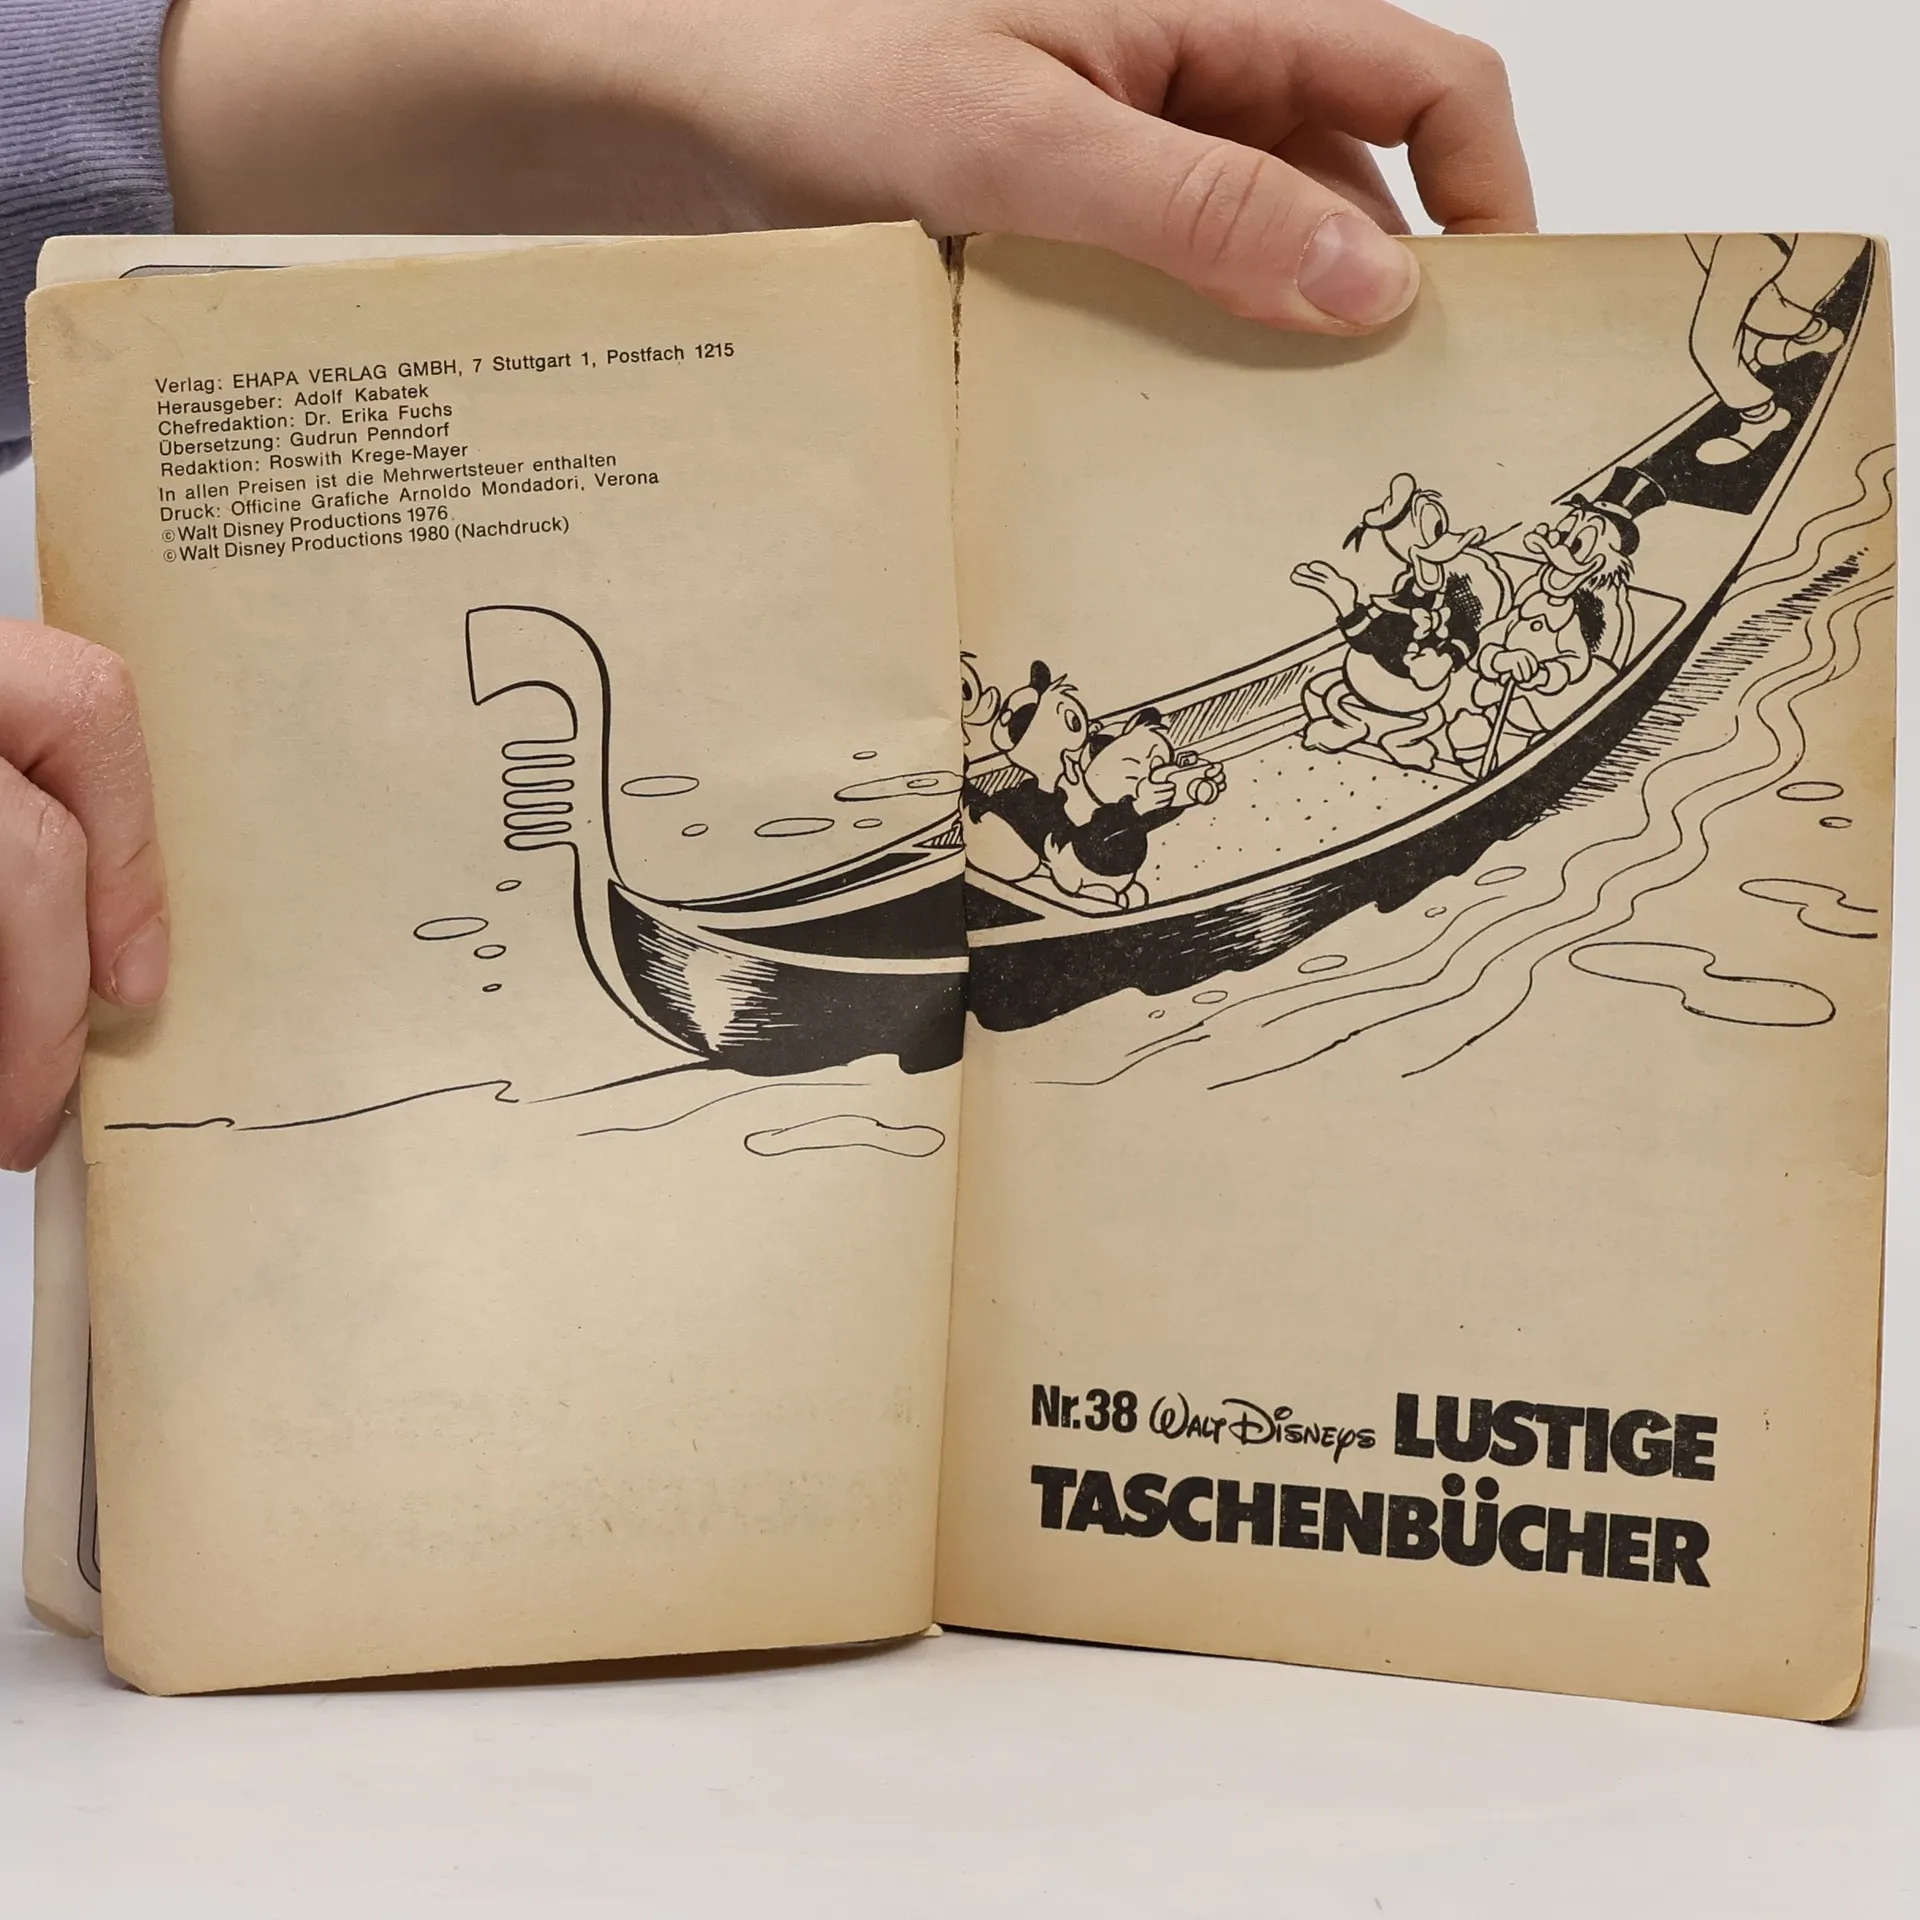 Verlag: EHAPA VERLAG GMBH, 7 Stuttgart 1, Postfach 1215
Herausgeber: Adolf Kabatek
Chefredaktion: Dr. Erika Fuchs
Übersetzung: Gudrun Penndorf
Redaktion: Roswith Krege-Mayer
In allen Preisen ist die Mehrwertsteuer enthalten
Druck: Officine Grafiche Arnoldo Mondadori, Verona
©Walt Disney Productions 1976
©Walt Disney Productions 1980 (Nachdruck)
Nr.38 WALT DISNEYS LUSTIGE
TASCHENBÜCHER